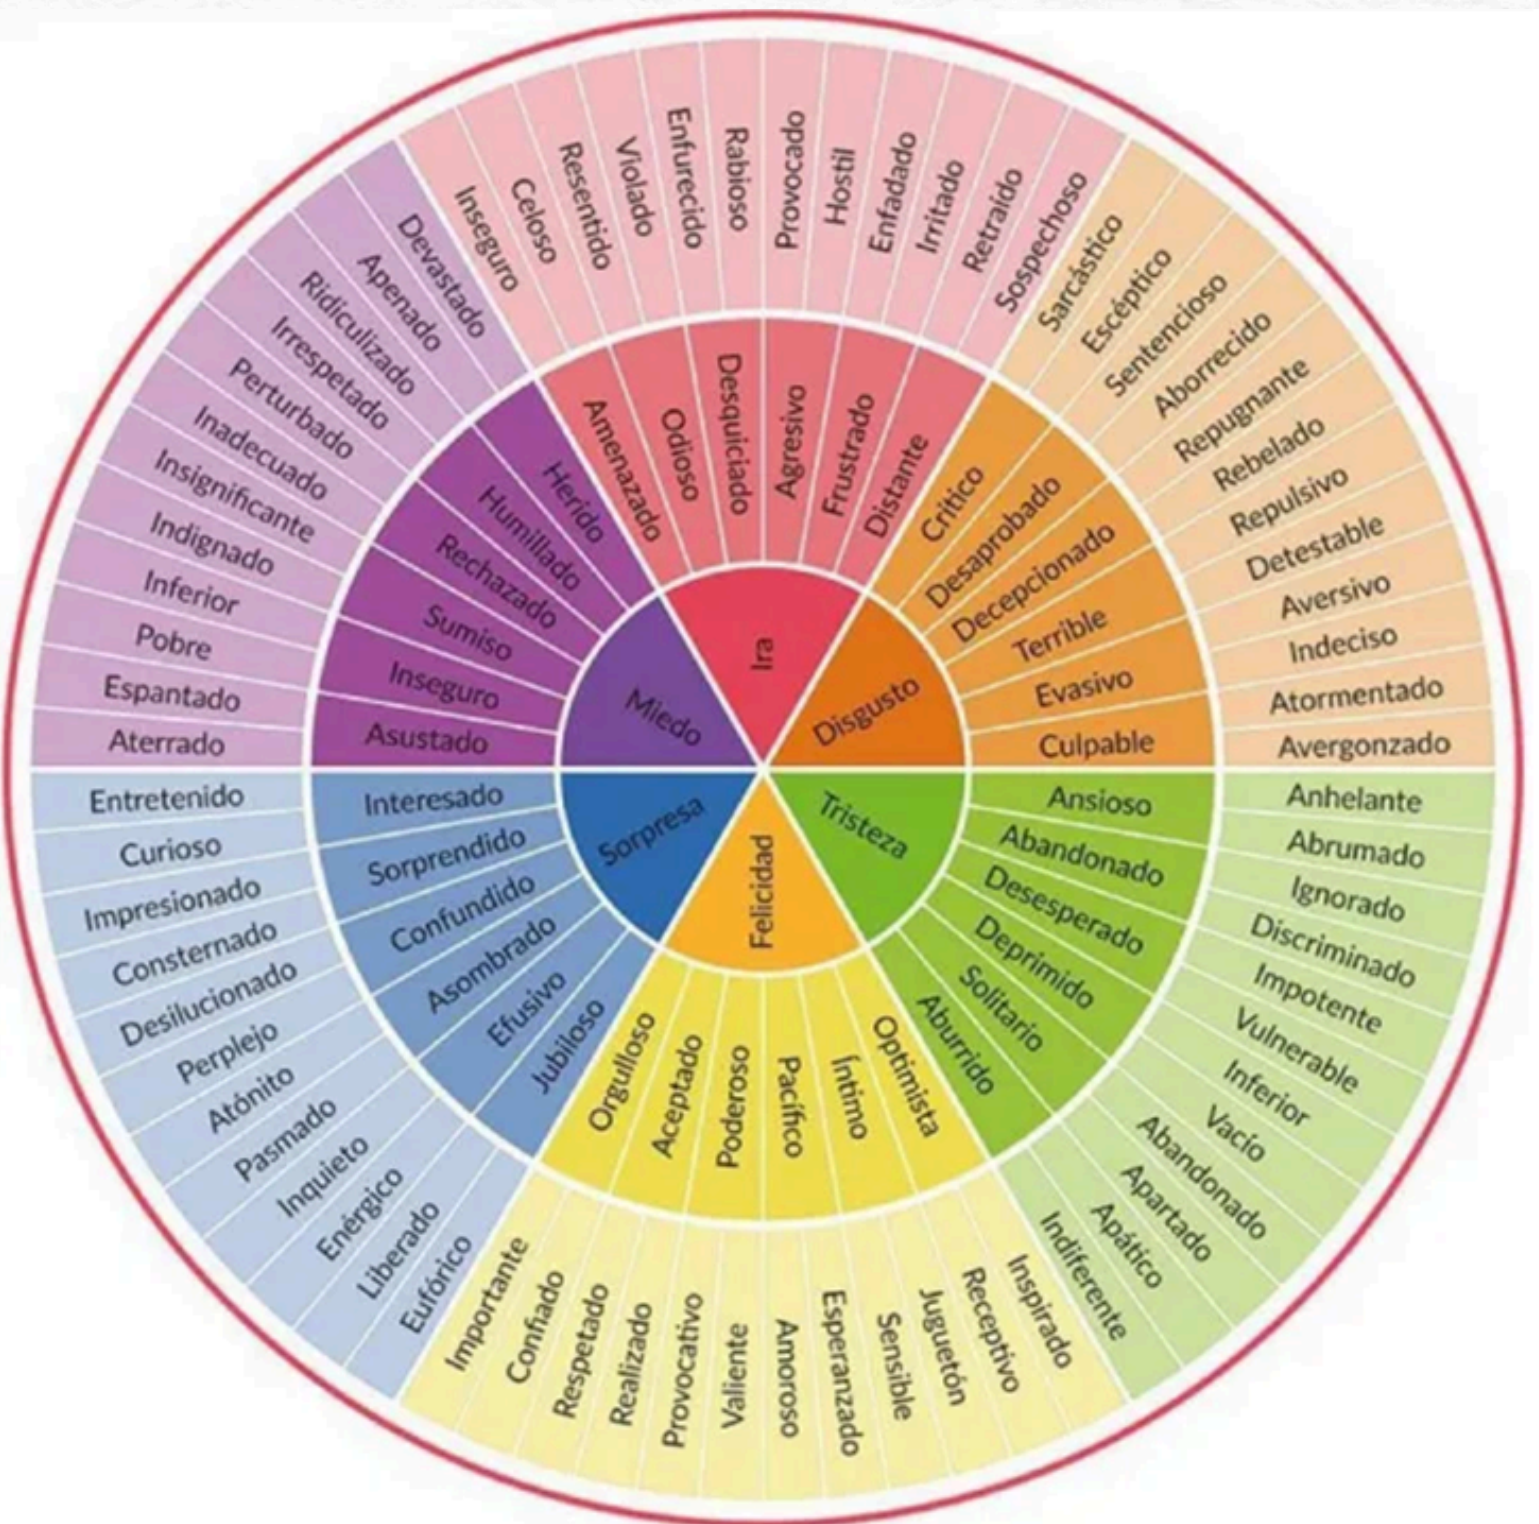 Ira
Disgusto
Tristeza
Felicidad
Sorpresa
Miedo
Amenazado
Odioso
Desquiciado
Agresivo
Frustrado
Distante
Crítico
Desaprobado
Decepcionado
Terrible
Evasivo
Culpable
Ansioso
Abandonado
Desesperado
Deprimido
Solitario
Aburrido
Optimista
Íntimo
Pacífico
Poderoso
Aceptado
Orgulloso
Jubiloso
Efusivo
Asombrado
Confundido
Sorprendido
Interesado
Asustado
Inseguro
Sumiso
Rechazado
Humillado
Herido
Inseguro
Celoso
Resentido
Violado
Enfurecido
Rabioso
Provocado
Hostil
Enfadado
Irritado
Retraído
Sospechoso
Sarcástico
Escéptico
Sentencioso
Aborrecido
Repugnante
Rebelado
Repulsivo
Detestable
Aversivo
Indeciso
Atormentado
Avergonzado
Anhelante
Abrumado
Ignorado
Discriminado
Impotente
Vulnerable
Inferior
Vacío
Abandonado
Apartado
Apático
Indiferente
Inspirado
Receptivo
Juguetón
Sensible
Esperanzado
Amoroso
Valiente
Provocativo
Realizado
Respetado
Confiado
Importante
Eufórico
Liberado
Enérgico
Inquieto
Pasmado
Atónito
Perplejo
Desilucionado
Consternado
Impresionado
Curioso
Entretenido
Aterrado
Espantado
Pobre
Inferior
Indignado
Insignificante
Inadecuado
Perturbado
Irrespetado
Ridiculizado
Apenado
Devastado